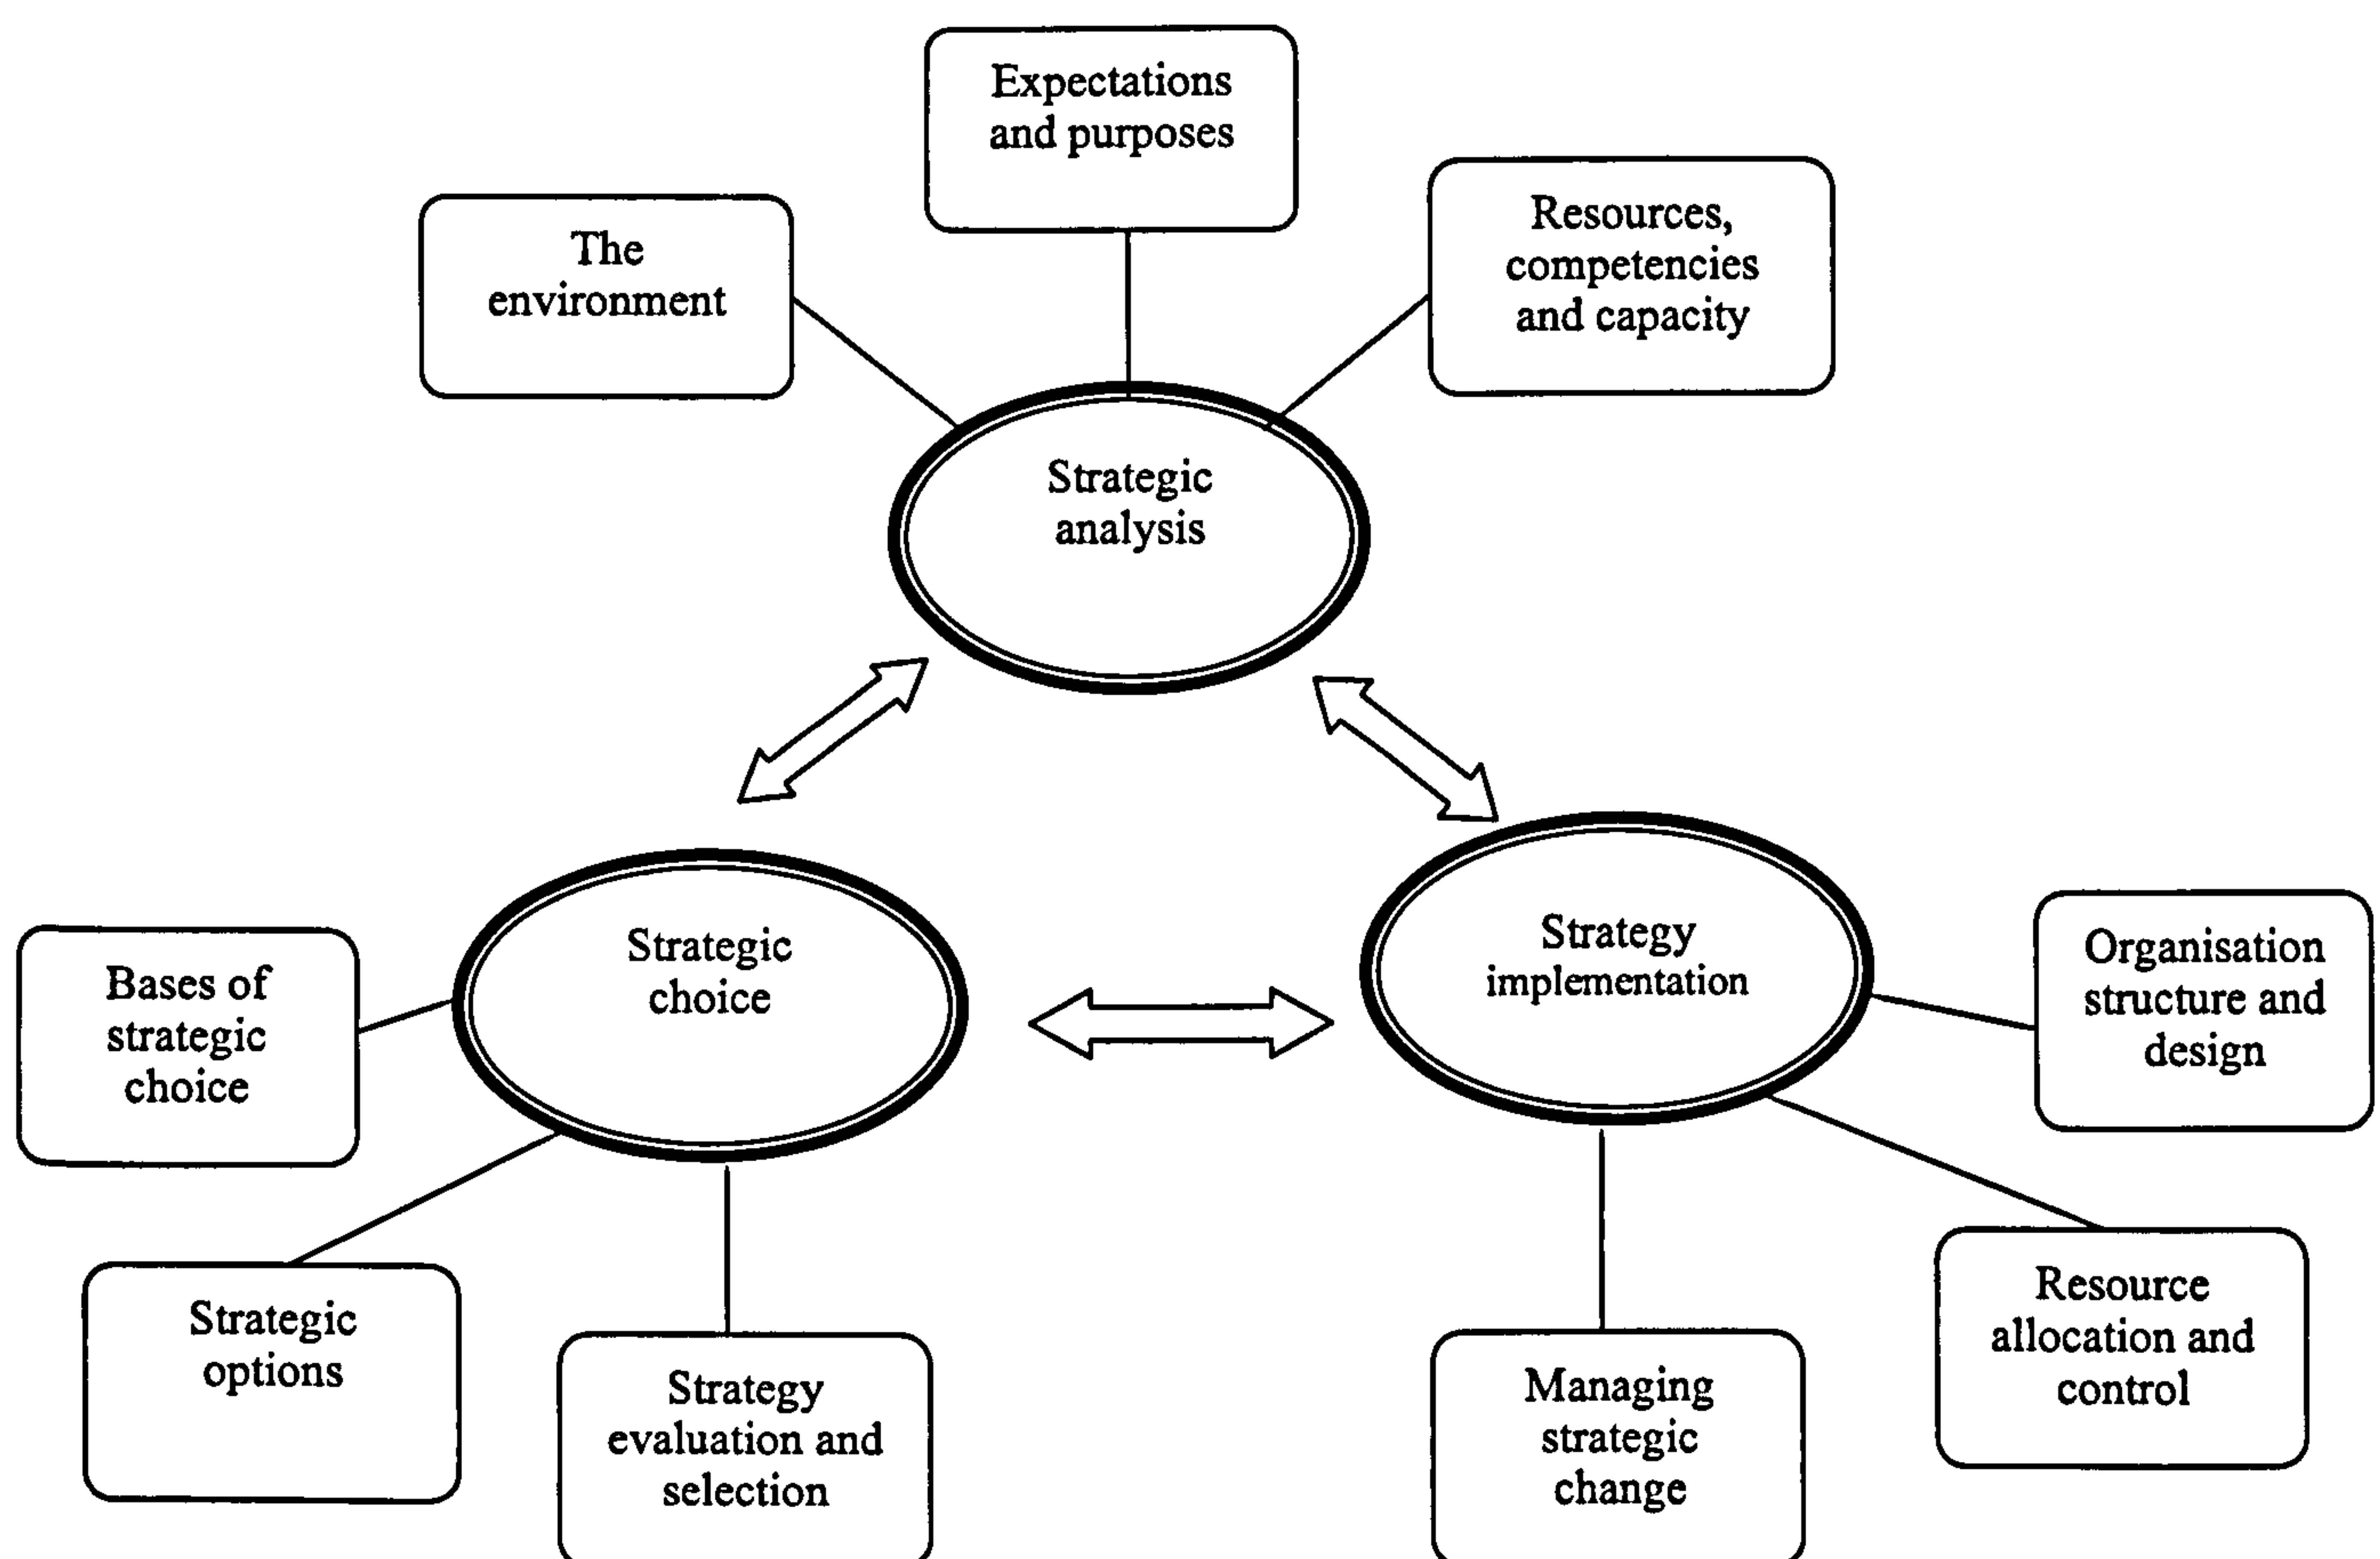 Expectations
and purposes
The
environment
Resources,
competencies
and capacity
Strategic
analysis
Strategic
choice
Strategy
implementation
Bases of
strategic
choice
Organisation
structure and
design
Strategic
options
Strategy
evaluation and
selection
Managing
strategic
change
Resource
allocation and
control